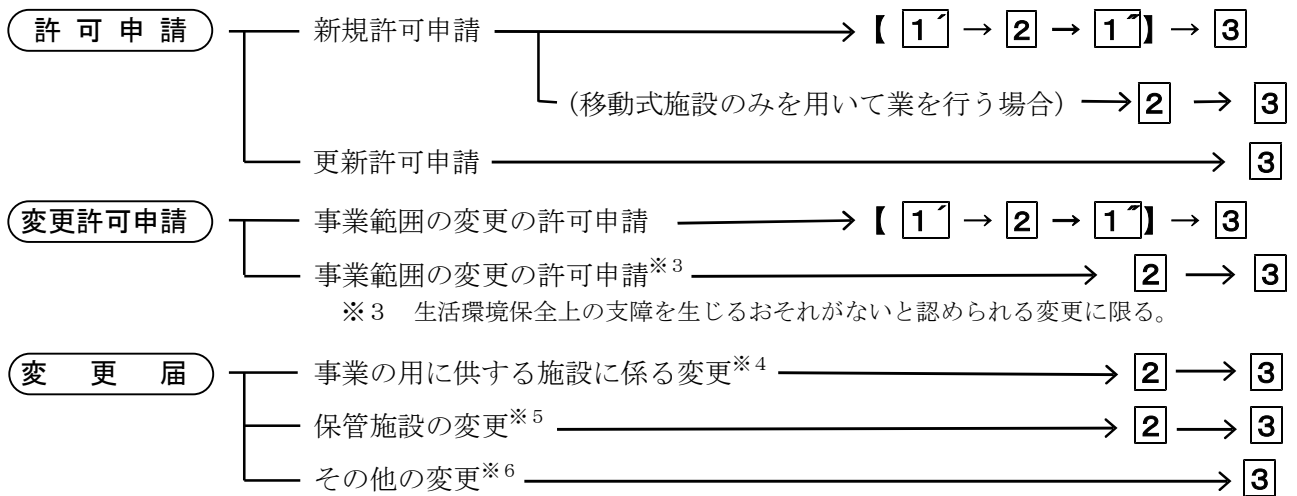 許可申請 新規許可申請 → 【 1´ → 2 → 1˝】 → 3
(移動式施設のみを用いて業を行う場合) → 2 → 3
更新許可申請 → 3
変更許可申請 事業範囲の変更の許可申請 → 【 1´ → 2 → 1˝】 → 3
事業範囲の変更の許可申請※3 → 2 → 3
※3 生活環境保全上の支障を生じるおそれがないと認められる変更に限る。
変更届 事業の用に供する施設に係る変更※4 → 2 → 3
保管施設の変更※5 → 2 → 3
その他の変更※6 → 3